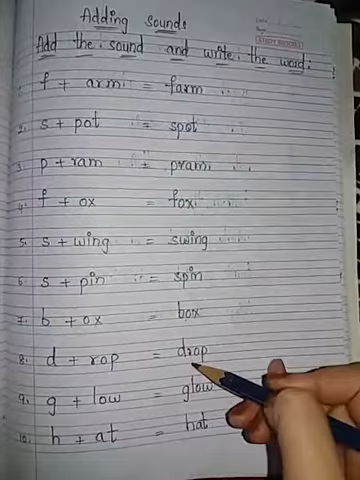 Adding Sounds
Add the sound and write the word:
1. f + arm = farm
2. s + pot = spot
3. p + ram = pram
4. f + ox = fox
5. s + wing = swing
6. s + pin = spin
7. b + ox = box
8. d + rop = drop
9. g + low = glow
10. h + at = hat